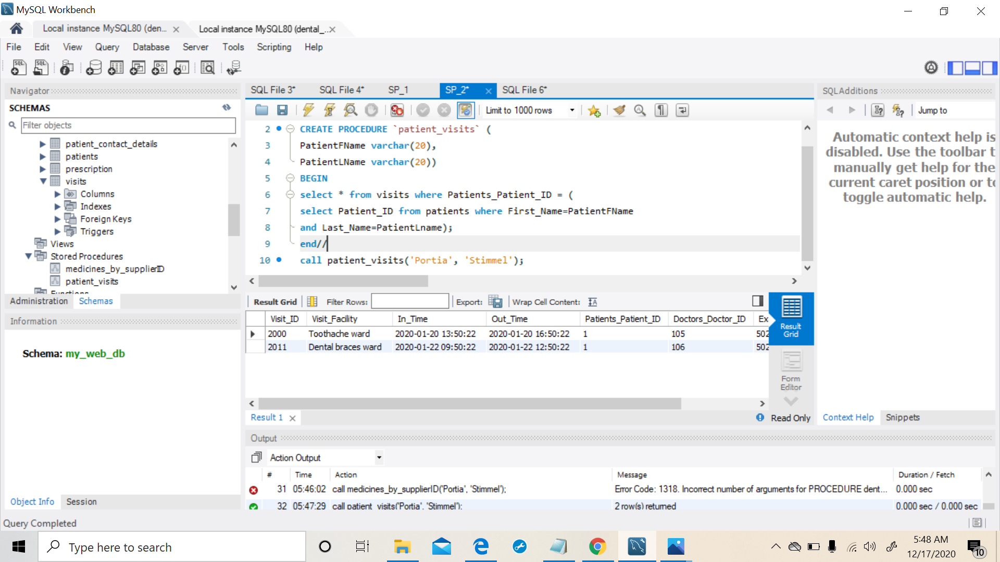 MySQL Workbench
Local instance MySQL80 (den...
Local instance MySQL80 (dental_...
File Edit View Query Database Server Tools Scripting Help
Navigator
SCHEMAS
Filter objects
patient_contact_details
patients
prescription
visits
Columns
Indexes
Foreign Keys
Triggers
Views
Stored Procedures
medicines_by_supplierID
patient_visits
Functions
Administration Schemas
Information
Schema: my_web_db
Object Info Session
Query Completed
SQL File 3* SQL File 4* SP_1 SP_2* SQL File 6*
Limit to 1000 rows
2 CREATE PROCEDURE `patient_visits` (
3 PatientFName varchar(20),
4 PatientLName varchar(20))
5 BEGIN
6 select * from visits where Patients_Patient_ID = (
7 select Patient_ID from patients where First_Name=PatientFName
8 and Last_Name=PatientLname);
9 end//
10 call patient_visits('Portia', 'Stimmel');
Result Grid Filter Rows: Export: Wrap Cell Content:
Visit_ID Visit_Facility In_Time Out_Time Patients_Patient_ID Doctors_Doctor_ID Ex
2000 Toothache ward 2020-01-20 13:50:22 2020-01-20 16:50:22 1 105 502
2011 Dental braces ward 2020-01-22 09:50:22 2020-01-22 12:50:22 1 106 502
Result Grid
Form Editor
Result 1
Read Only
SQLAdditions
Jump to
Automatic context help is
disabled. Use the toolbar t
manually get help for the
current caret position or to
toggle automatic help.
Context Help Snippets
Output
Action Output
# Time Action Message Duration / Fetch
31 05:46:02 call medicines_by_supplierID('Portia', 'Stimmel'); Error Code: 1318. Incorrect number of arguments for PROCEDURE dent... 0.000 sec
32 05:47:29 call patient_visits('Portia', 'Stimmel'); 2 row(s) returned 0.000 sec / 0.000 sec
Type here to search
5:48 AM
12/17/2020
10